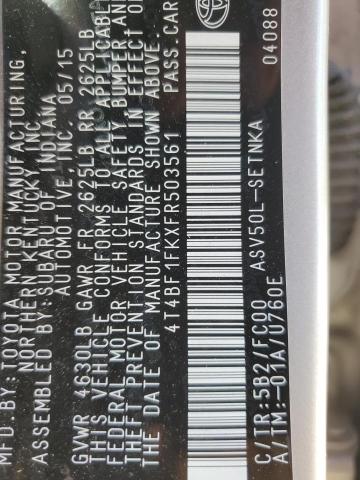 MFD.BY:TOYOTA MOTOR MANUFACTURING,
NORTHERN KENTUCKY, INC.
ASSEMBLED BY:SUBARU OF INDIANA
AUTOMOTIVE, INC. 05/15
GVWR 4630LB GAWR FR 2625LB RR 2625LB
THIS VEHICLE CONFORMS TO ALL APPLICABLE
FEDERAL MOTOR VEHICLE SAFETY BUMPER AND
THEFT PREVENTION STANDARDS IN EFFECT ON
THE DATE OF MANUFACTURE SHOWN ABOVE.
4T4BF1FKXFR503561 PASS.CAR
C/TR:5B2/FC00 ASV50L-SETNKA
A/TM:-01A/U760E
04088